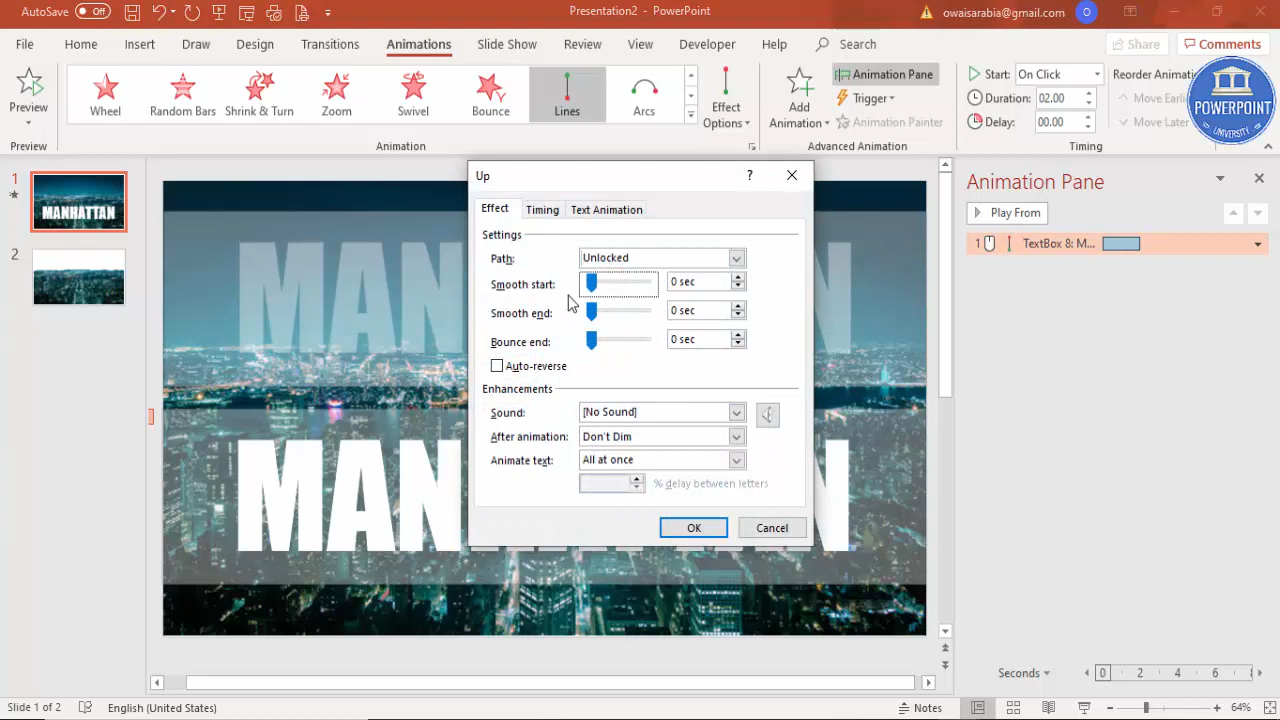 AutoSave Off Presentation2 - PowerPoint owaisarabia@gmail.com O
File Home Insert Draw Design Transitions Animations Slide Show Review View Developer Help Search Share Comments
Preview
Wheel Random Bars Shrink & Turn Zoom Swivel Bounce Lines Arcs
Effect Options
Add Animation
Animation Pane
Trigger
Animation Painter
Start: On Click
Duration: 02.00
Delay: 00.00
Reorder Animati
Move Earli
Move Later
Preview Animation Advanced Animation Timing
POWERPOINT
UNIVERSITY
1
MANHATTAN
2
MAN
MAN N
Up ?
Effect Timing Text Animation
Settings
Path: Unlocked
Smooth start: 0 sec
Smooth end: 0 sec
Bounce end: 0 sec
Auto-reverse
Enhancements
Sound: [No Sound]
After animation: Don't Dim
Animate text: All at once
% delay between letters
OK Cancel
Animation Pane
Play From
1 TextBox 8: M...
Seconds 0 2 4 6
Slide 1 of 2 English (United States) Notes 64%